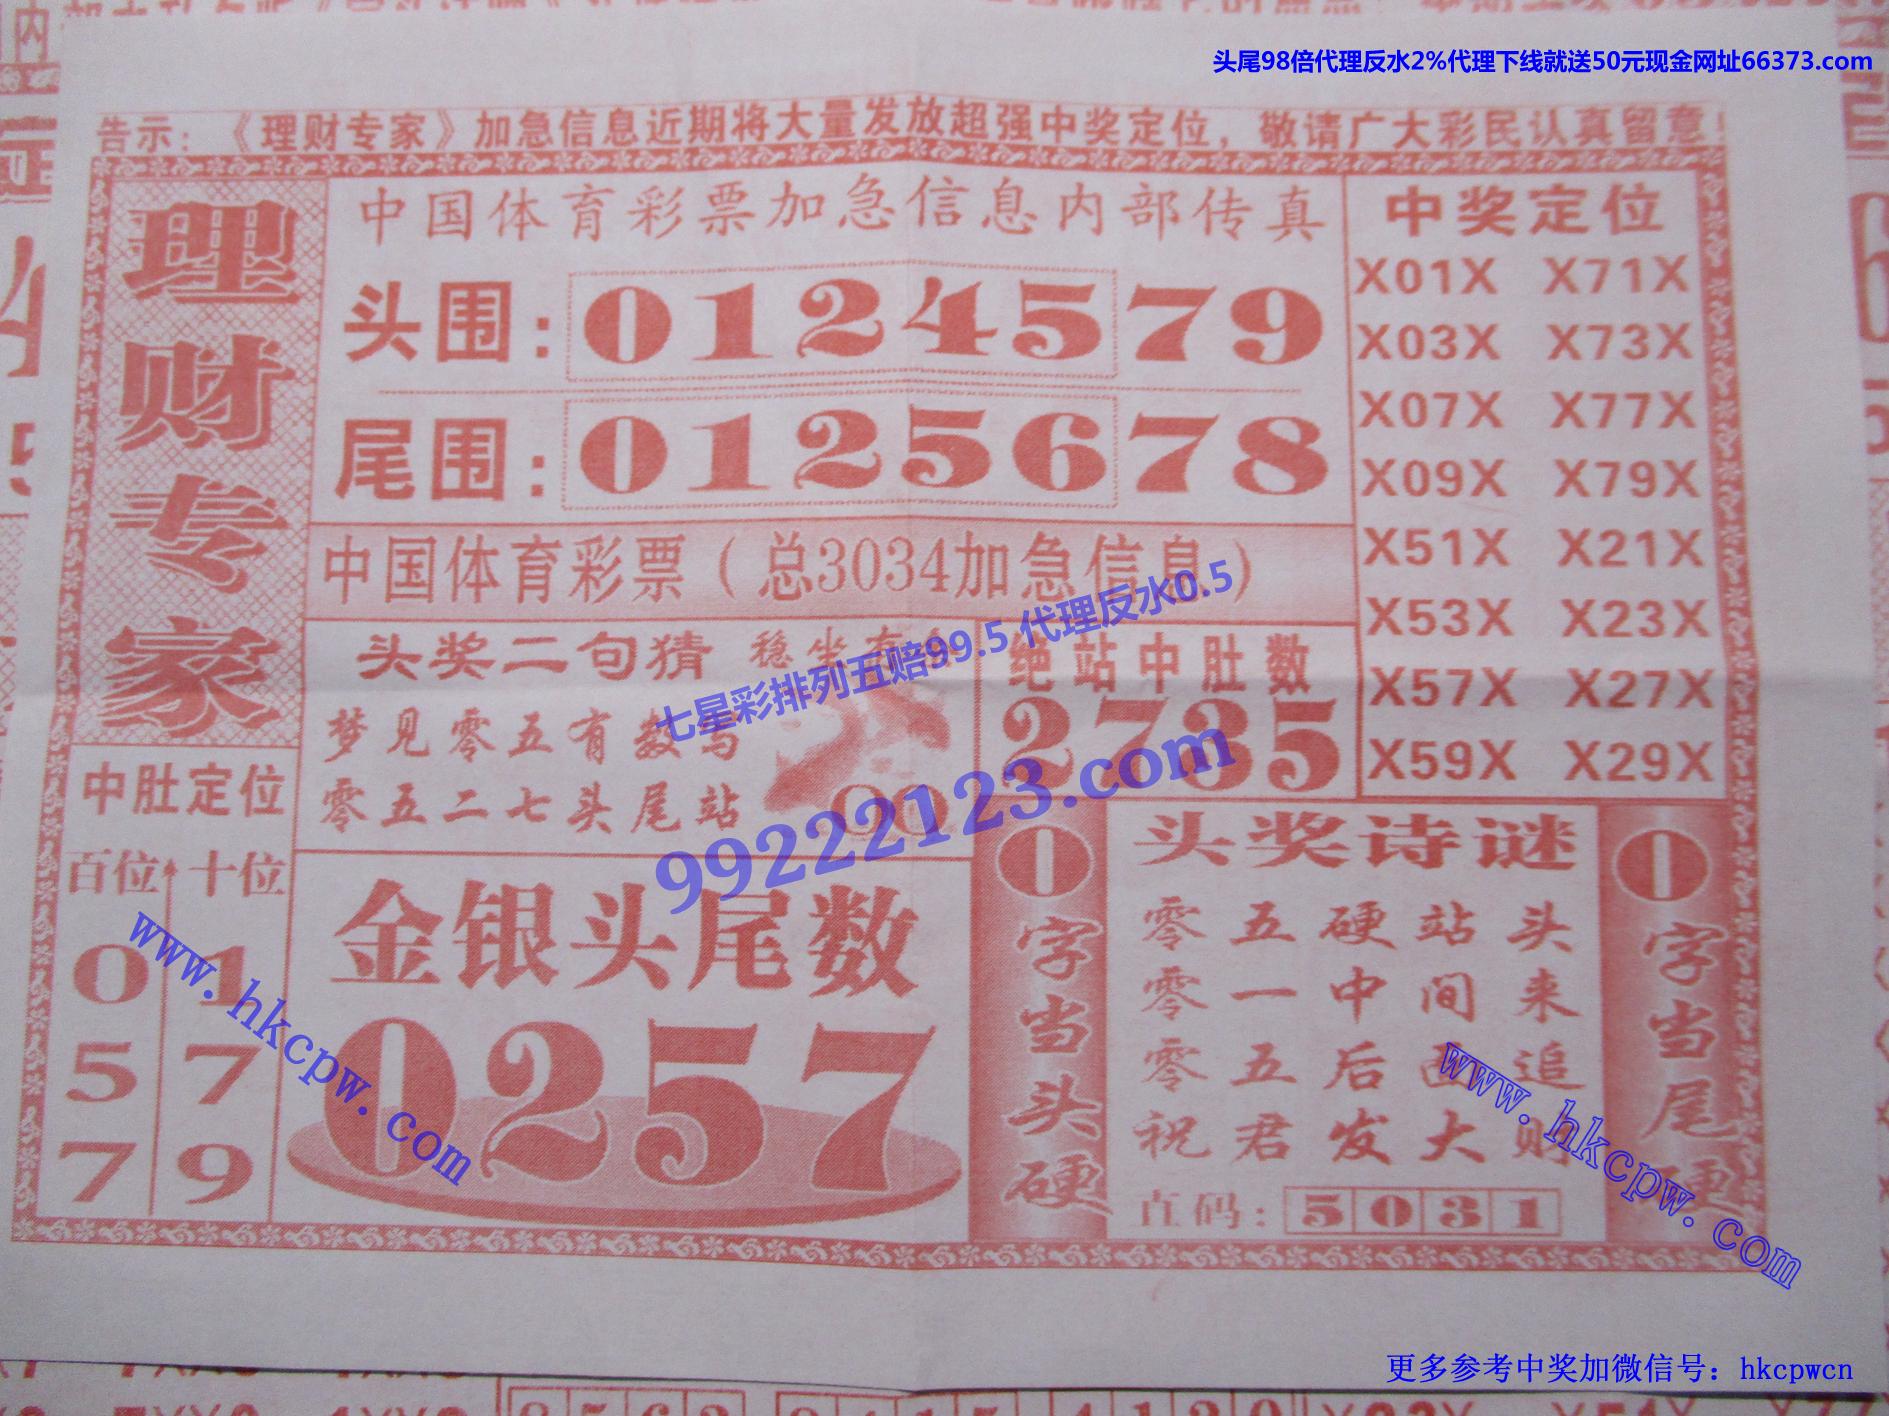 头尾98倍代理反水2%代理下线就送50元现金网址66373.com
告示：《理财专家》加急信息近期将大量发放超强中奖定位，敬请广大彩民认真留意！
理财专家
中国体育彩票加急信息内部传真
头围：0124579
尾围：0125678
中国体育彩票（总3034加急信息）
中奖定位
X01X X71X
X03X X73X
X07X X77X
X09X X79X
X51X X21X
X53X X23X
X57X X27X
X59X X29X
头奖二句猜
稳坐
梦见零五有数当
零五二七头尾站
00
绝站中肚数
2735
七星彩排列五赔99.5 代理反水0.5
99222123.com
中肚定位
百位 十位
0 1
5 7
7 9
金银头尾数
0257
0字当头硬
头奖诗谜
零五硬站头
零一中间来
零五后面追
祝君发大财
直码：5031
0字当尾硬
www.hkcpw.com
www.hkcpw.com
更多参考中奖加微信号：hkcpwcn